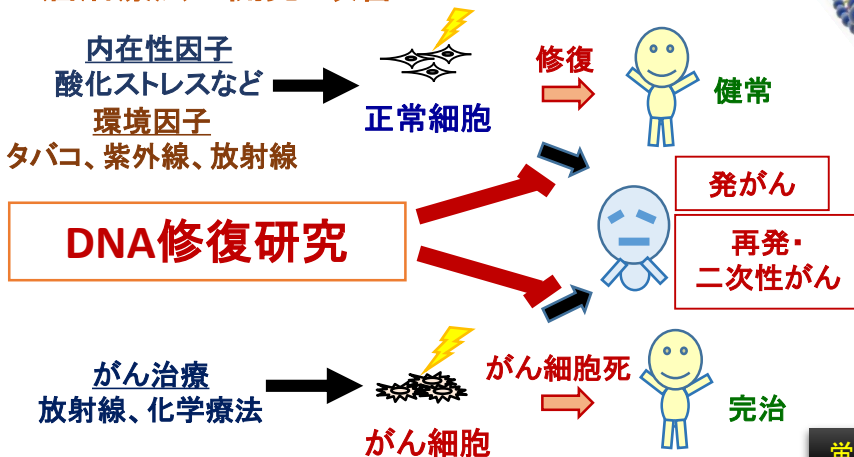 内在性因子
酸化ストレスなど
環境因子
タバコ、紫外線、放射線
正常細胞
修復
健常
発がん
DNA修復研究
再発・
二次性がん
がん治療
放射線、化学療法
がん細胞
がん細胞死
完治